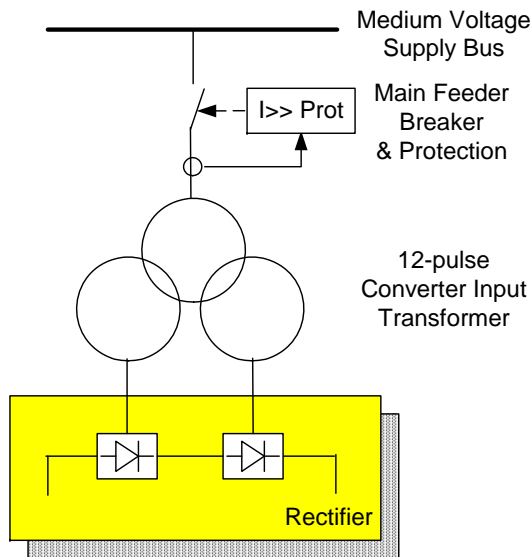 Medium Voltage
Supply Bus
I>> Prot
Main Feeder
Breaker
& Protection
12-pulse
Converter Input
Transformer
Rectifier